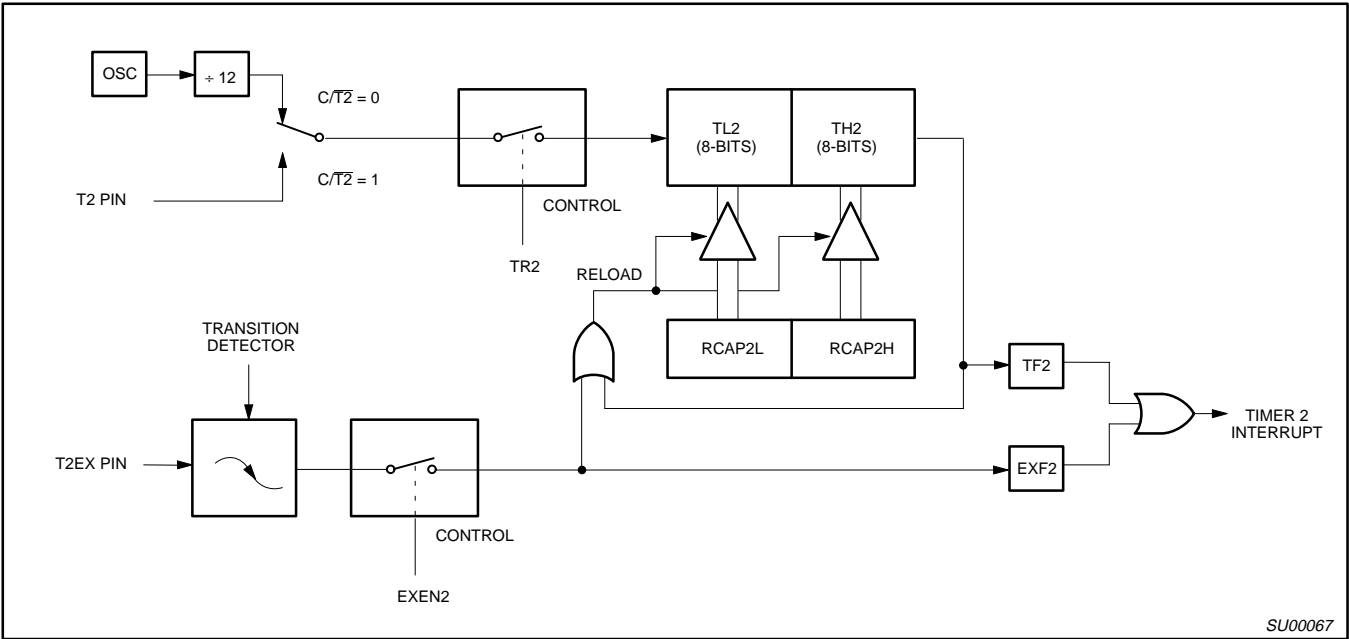 OSC
÷ 12
C/T2 = 0
C/T2 = 1
T2 PIN
CONTROL
TR2
TL2
(8-BITS)
TH2
(8-BITS)
RELOAD
RCAP2L
RCAP2H
TRANSITION
DETECTOR
T2EX PIN
CONTROL
EXEN2
TF2
EXF2
TIMER 2
INTERRUPT
SU00067